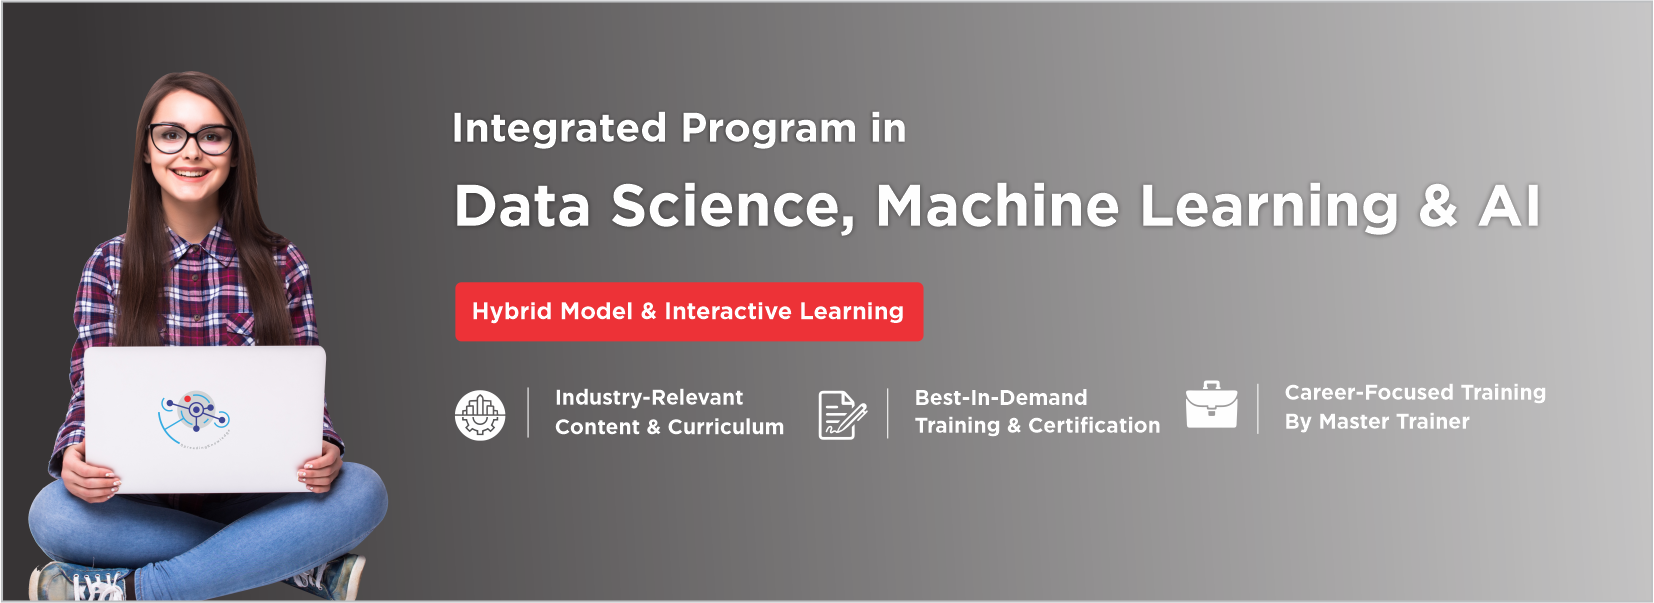 Integrated Program in
Data Science, Machine Learning & AI
Hybrid Model & Interactive Learning
Industry-Relevant
Content & Curriculum
Best-In-Demand
Training & Certification
Career-Focused Training
By Master Trainer